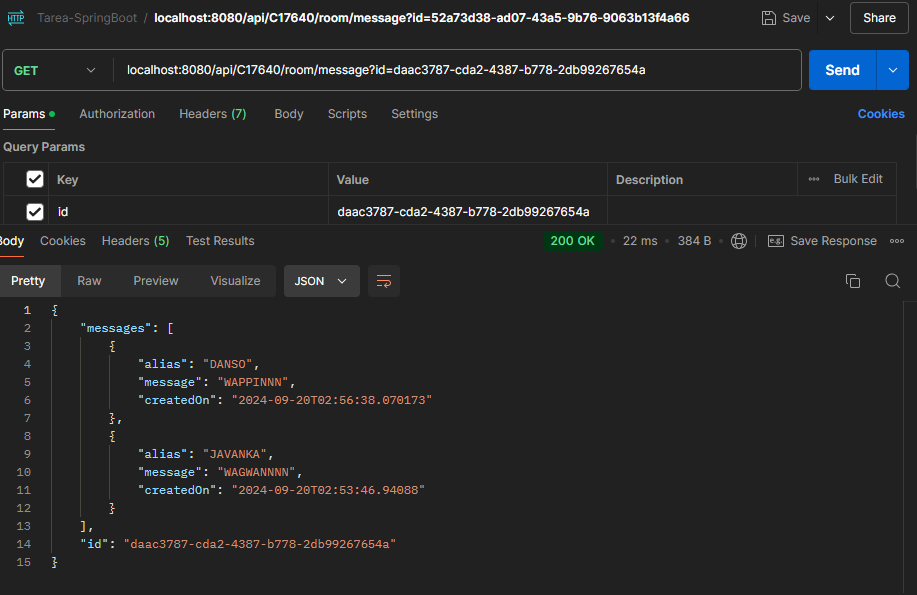 HTTP Tarea-SpringBoot / localhost:8080/api/C17640/room/message?id=52a73d38-ad07-43a5-9b76-9063b13f4a66 Save Share
GET localhost:8080/api/C17640/room/message?id=daac3787-cda2-4387-b778-2db99267654a Send
Params Authorization Headers (7) Body Scripts Settings Cookies
Query Params
Key Value Description Bulk Edit
id daac3787-cda2-4387-b778-2db99267654a
Body Cookies Headers (5) Test Results 200 OK 22 ms 384 B e.g. Save Response
Pretty Raw Preview Visualize JSON
1 {
2 "messages": [
3 {
4 "alias": "DANSO",
5 "message": "WAPPINNN",
6 "createdOn": "2024-09-20T02:56:38.070173"
7 },
8 {
9 "alias": "JAVANKA",
10 "message": "WAGWANNNN",
11 "createdOn": "2024-09-20T02:53:46.94088"
12 }
13 ],
14 "id": "daac3787-cda2-4387-b778-2db99267654a"
15 }